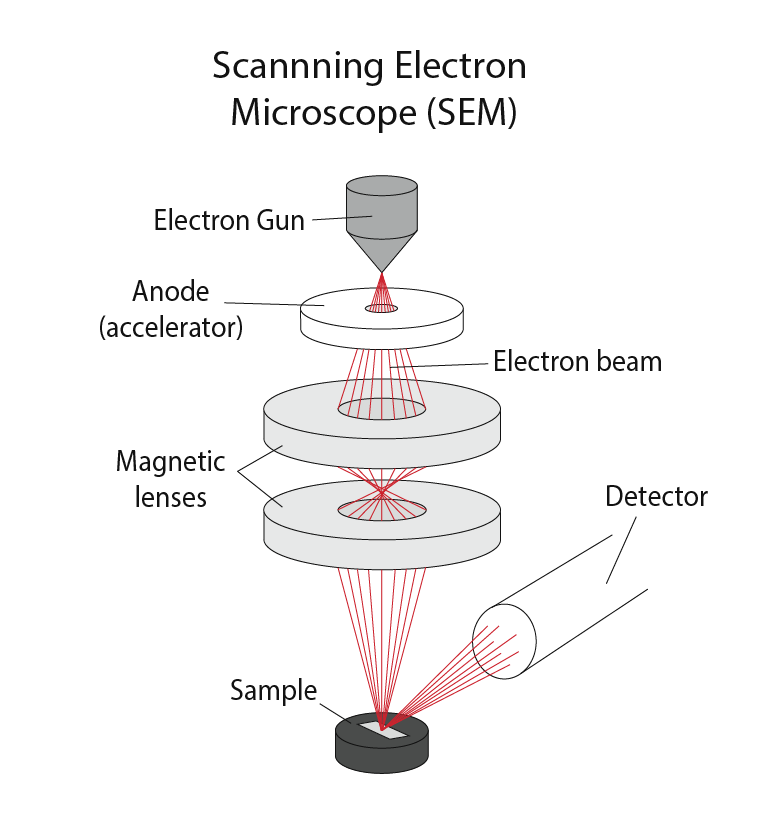 Scannning Electron
Microscope (SEM)
Electron Gun
Anode
(accelerator)
Electron beam
Magnetic
lenses
Detector
Sample